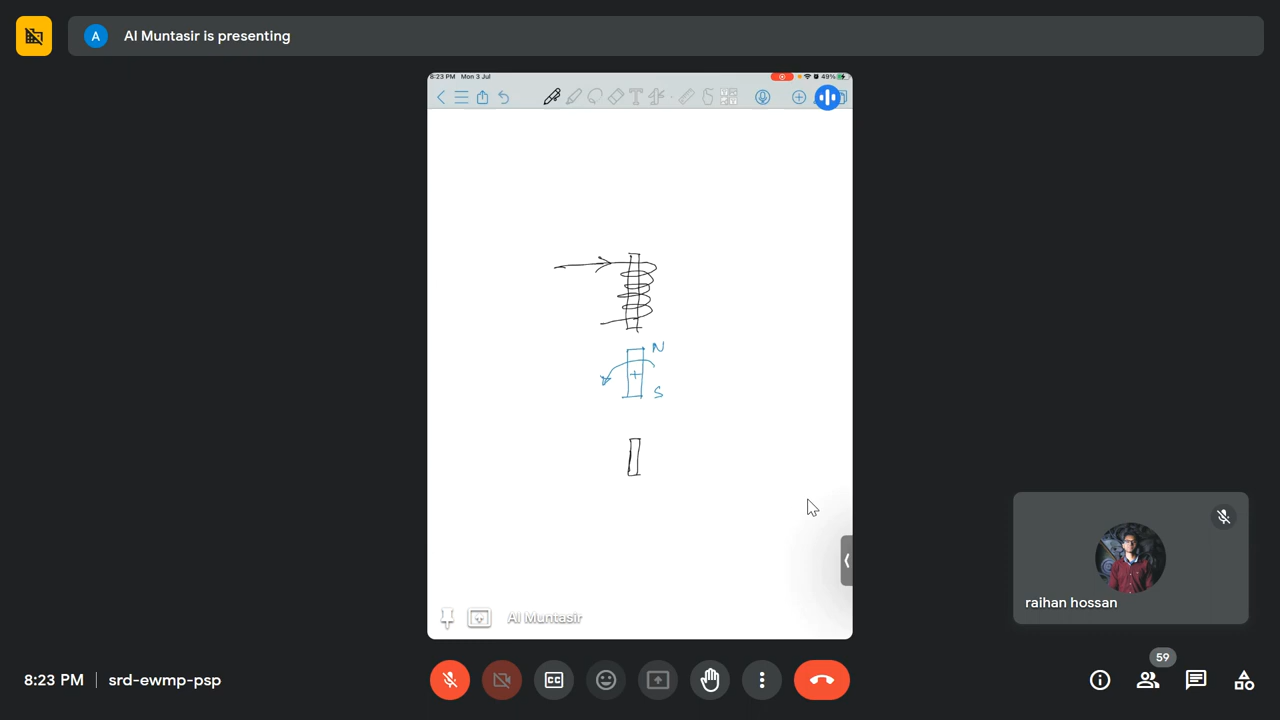 A Al Muntasir is presenting
8:23 PM Mon 3 Jul 49%
T
N
+
S
Al Muntasir
raihan hossan
8:23 PM | srd-ewmp-psp
CC
59